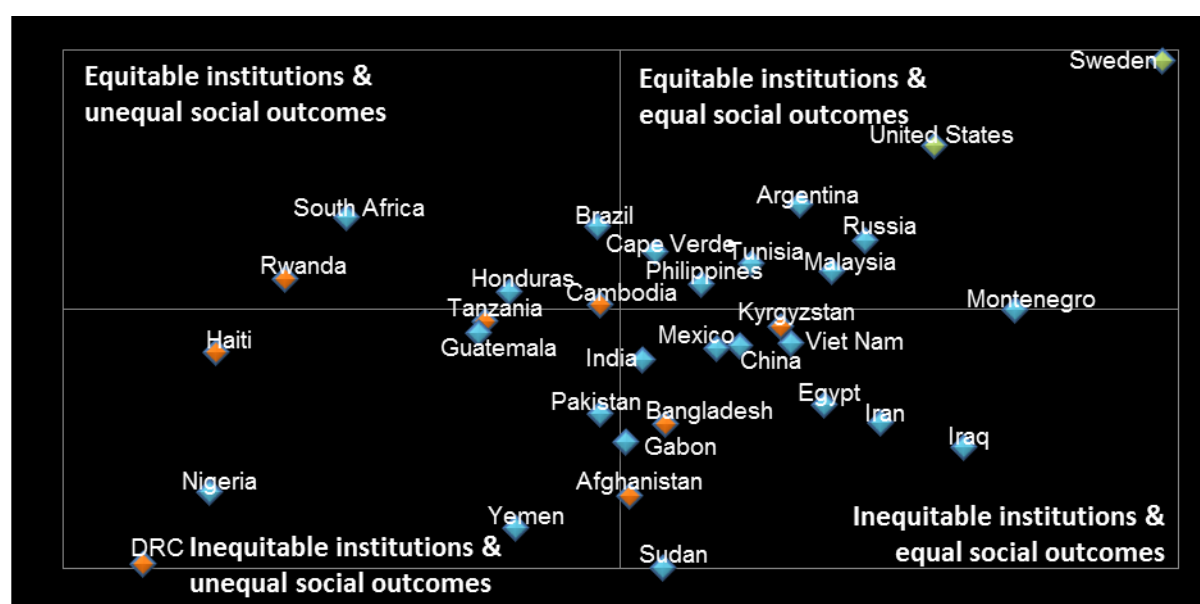 Equitable institutions &
unequal social outcomes
Equitable institutions &
equal social outcomes
Sweden
United States
Argentina
South Africa
Brazil
Russia
Cape Verde
Tunisia
Malaysia
Rwanda
Philippines
Honduras
Cambodia
Montenegro
Tanzania
Kyrgyzstan
Haiti
Guatemala
Mexico
Viet Nam
India
China
Egypt
Pakistan
Bangladesh
Iran
Gabon
Iraq
Nigeria
Afghanistan
Yemen
Inequitable institutions &
equal social outcomes
DRC
Inequitable institutions &
unequal social outcomes
Sudan